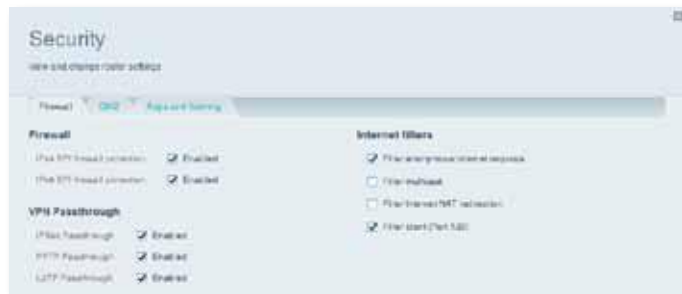 Security
View and change router settings
Firewall DMZ Apps and Gaming
Firewall
IPv6 SPI firewall protection Enabled
IPv4 SPI firewall protection Enabled
VPN Passthrough
IPSec Passthrough Enabled
PPTP Passthrough Enabled
L2TP Passthrough Enabled
Internet filters
Filter anonymous Internet requests
Filter multicast
Filter Internet NAT redirection
Filter ident (Port 113)